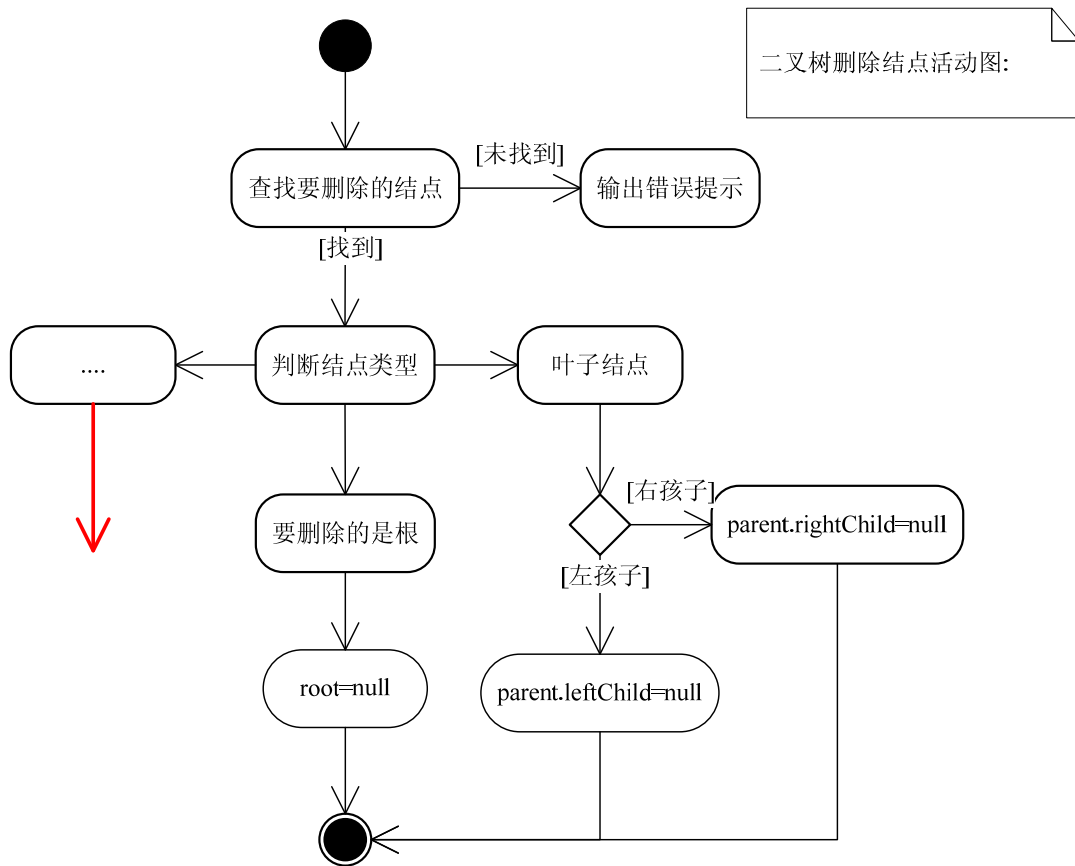 二叉树删除结点活动图:
[未找到]
查找要删除的结点
输出错误提示
[找到]
....
判断结点类型
叶子结点
[右孩子]
要删除的是根
parent.rightChild=null
[左孩子]
root=null
parent.leftChild=null